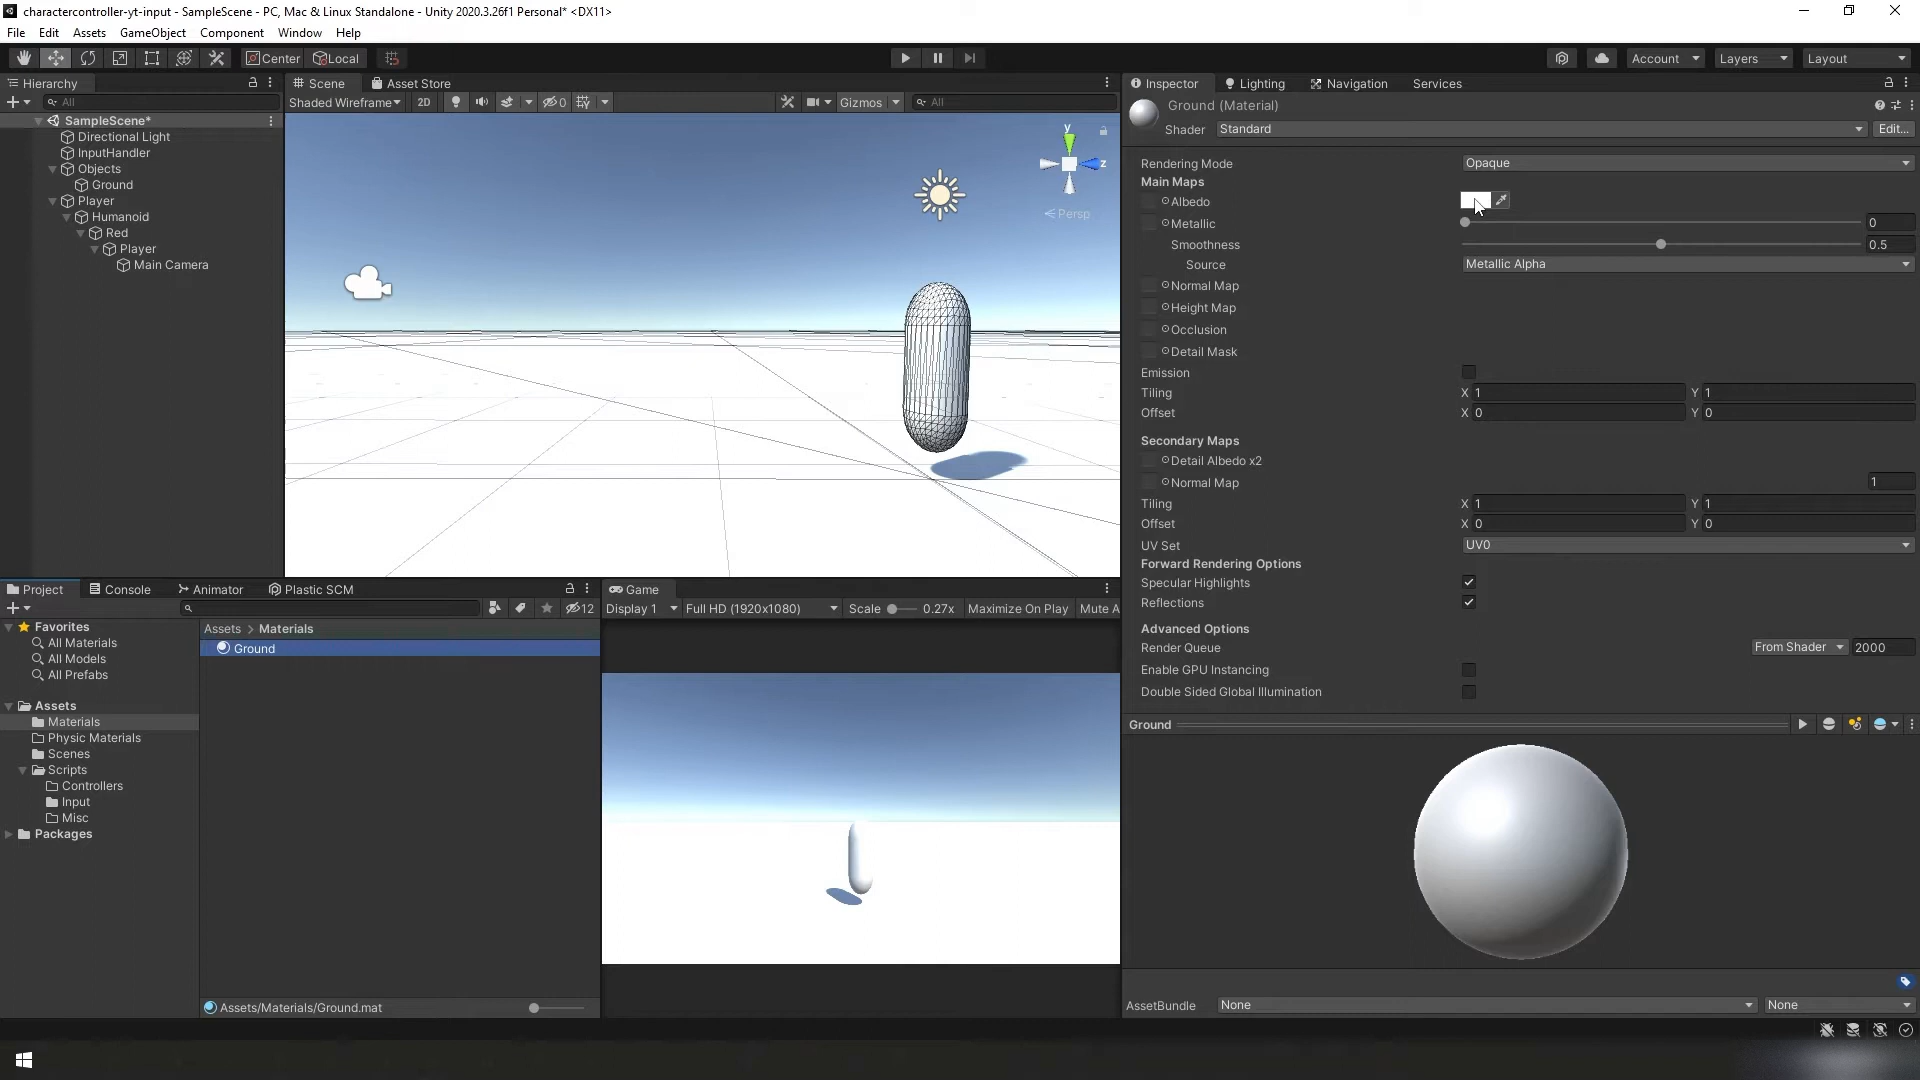 charactercontroller-yt-input - SampleScene - PC, Mac & Linux Standalone - Unity 2020.3.26f1 Personal* <DX11>
File Edit Assets GameObject Component Window Help
Center Local Account Layers Layout
Hierarchy
All
SampleScene*
Directional Light
InputHandler
Objects
Ground
Player
Humanoid
Red
Player
Main Camera
Scene Asset Store
Shaded Wireframe 2D 0 Gizmos All
y
z
Persp
Inspector Lighting Navigation Services
Ground (Material)
Shader Standard Edit...
Rendering Mode Opaque
Main Maps
Albedo
Metallic 0
Smoothness 0.5
Source Metallic Alpha
Normal Map
Height Map
Occlusion
Detail Mask
Emission
Tiling X 1 Y 1
Offset X 0 Y 0
Secondary Maps
Detail Albedo x2
Normal Map 1
Tiling X 1 Y 1
Offset X 0 Y 0
UV Set UV0
Forward Rendering Options
Specular Highlights
Reflections
Advanced Options
Render Queue From Shader 2000
Enable GPU Instancing
Double Sided Global Illumination
Ground
AssetBundle None None
Project Console Animator Plastic SCM
12
Favorites
All Materials
All Models
All Prefabs
Assets
Materials
Physic Materials
Scenes
Scripts
Controllers
Input
Misc
Packages
Assets > Materials
Ground
Assets/Materials/Ground.mat
Game
Display 1 Full HD (1920x1080) Scale 0.27x Maximize On Play Mute A